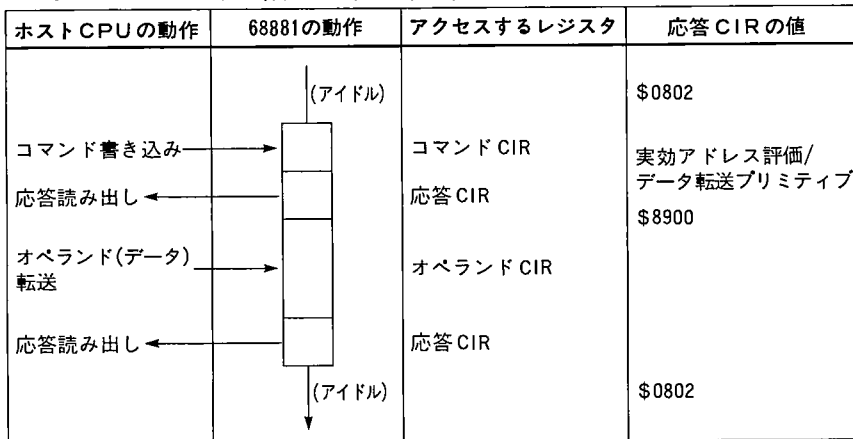 ホストCPUの動作 68881の動作 アクセスするレジスタ 応答CIRの値
(アイドル) $0802
コマンド書き込み コマンドCIR 実効アドレス評価/
データ転送プリミティブ
応答読み出し 応答CIR
$8900
オペランド(データ)
転送
オペランドCIR
応答読み出し 応答CIR
(アイドル) $0802